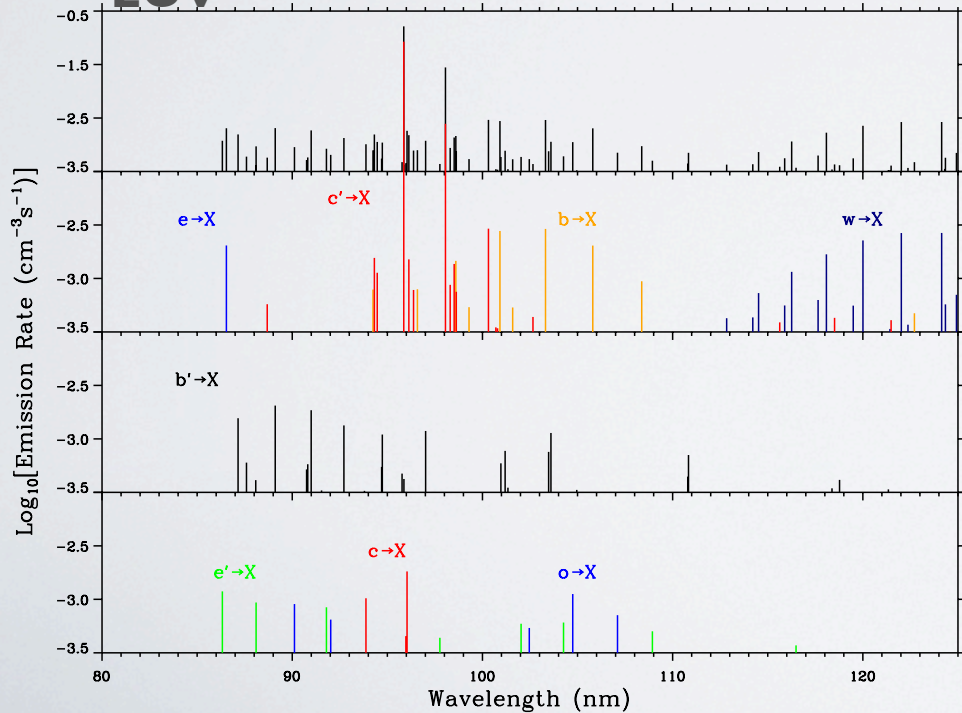 −0.5
−1.5
−2.5
−3.5
c′→X
e→X
b→X
w→X
−2.5
−3.0
−3.5
b′→X
−2.5
−3.0
−3.5
c→X
e′→X
o→X
−2.5
−3.0
−3.5
80 90 100 110 120
Wavelength (nm)
Log₁₀[Emission Rate (cm⁻³s⁻¹)]